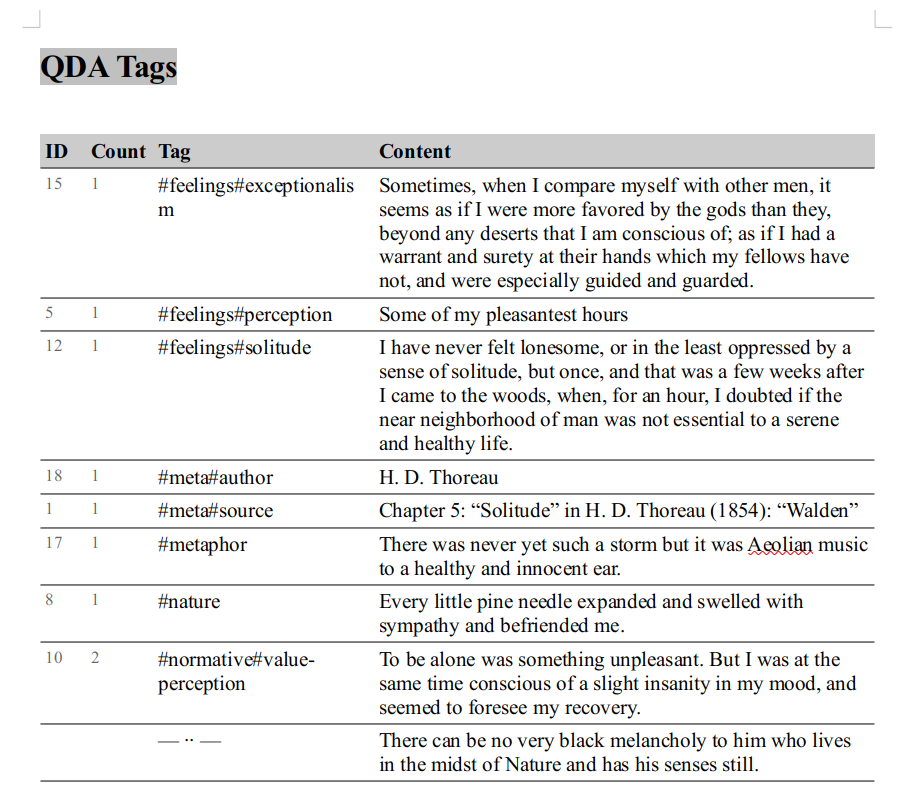 QDA Tags
ID Count Tag Content
15 1 #feelings#exceptionalis Sometimes, when I compare myself with other men, it
m seems as if I were more favored by the gods than they,
beyond any deserts that I am conscious of; as if I had a
warrant and surety at their hands which my fellows have
not, and were especially guided and guarded.
5 1 #feelings#perception Some of my pleasantest hours
12 1 #feelings#solitude I have never felt lonesome, or in the least oppressed by a
sense of solitude, but once, and that was a few weeks after
I came to the woods, when, for an hour, I doubted if the
near neighborhood of man was not essential to a serene
and healthy life.
18 1 #meta#author H. D. Thoreau
1 1 #meta#source Chapter 5: “Solitude” in H. D. Thoreau (1854): “Walden”
17 1 #metaphor There was never yet such a storm but it was Aeolian music
to a healthy and innocent ear.
8 1 #nature Every little pine needle expanded and swelled with
sympathy and befriended me.
10 2 #normative#value- To be alone was something unpleasant. But I was at the
perception same time conscious of a slight insanity in my mood, and
seemed to foresee my recovery.
— ·· — There can be no very black melancholy to him who lives
in the midst of Nature and has his senses still.